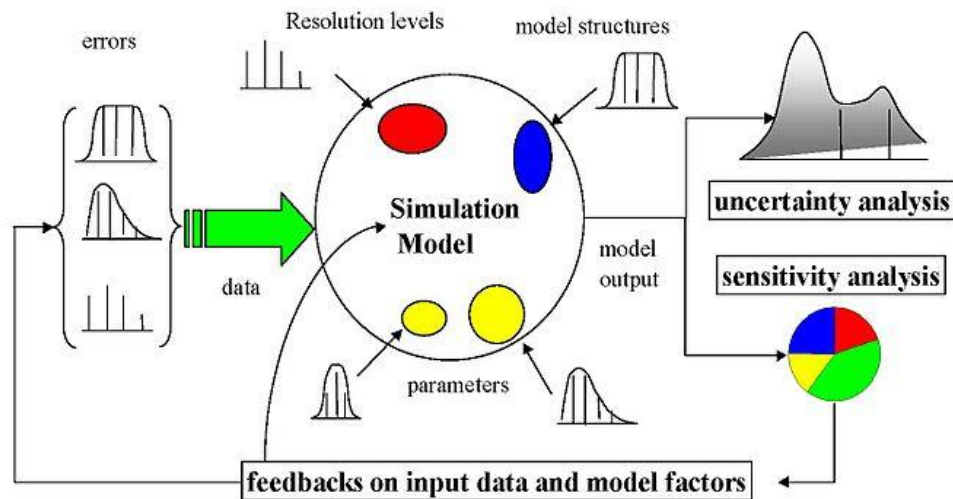 Resolution levels
errors
model structures
Simulation
Model
uncertainty analysis
data
model
output
sensitivity analysis
parameters
feedbacks on input data and model factors